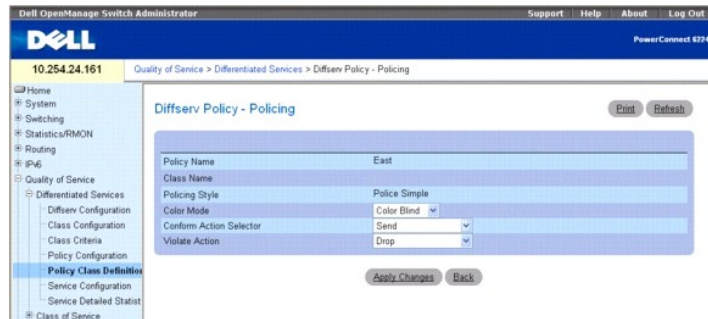 Dell OpenManage Switch Administrator
Support Help About Log Out
DELL
PowerConnect 6224
10.254.24.161
Quality of Service > Differentiated Services > Diffserv Policy - Policing
Home
System
Switching
Statistics/RMON
Routing
IPv6
Quality of Service
Differentiated Services
Diffserv Configuration
Class Configuration
Class Criteria
Policy Configuration
Policy Class Definition
Service Configuration
Service Detailed Statist
Class of Service
Diffserv Policy - Policing
Print Refresh
Policy Name East
Class Name
Policing Style Police Simple
Color Mode Color Blind
Conform Action Selector Send
Violate Action Drop
Apply Changes Back